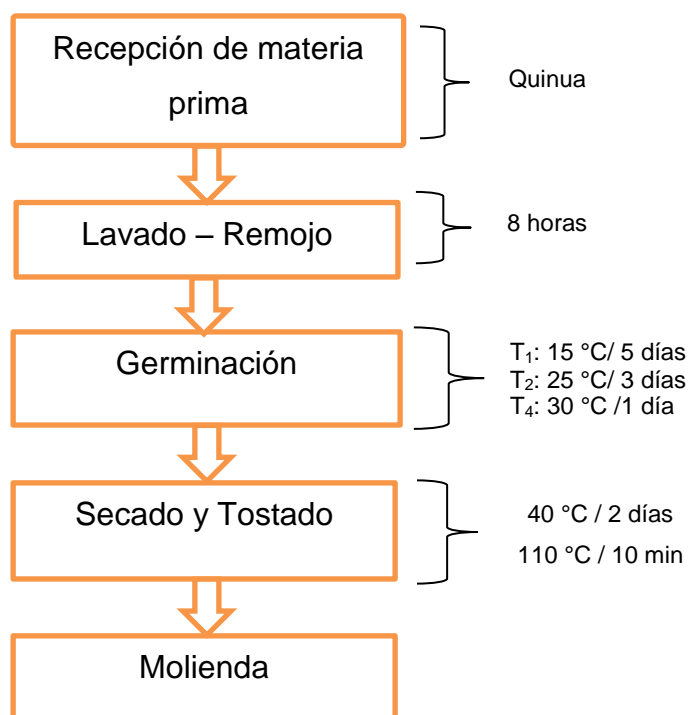 Recepción de materia
prima
Quinua
Lavado – Remojo
8 horas
Germinación
T₁: 15 °C/ 5 días
T₂: 25 °C/ 3 días
T₄: 30 °C /1 día
Secado y Tostado
40 °C / 2 días
110 °C / 10 min
Molienda